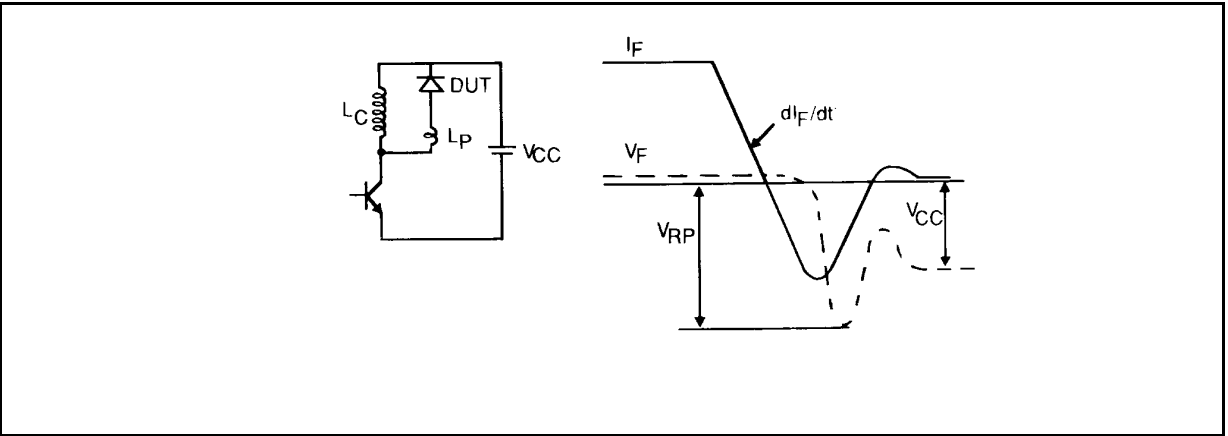 DUT
LC
LP
VCC
IF
dIF/dt
VF
VRP
VCC